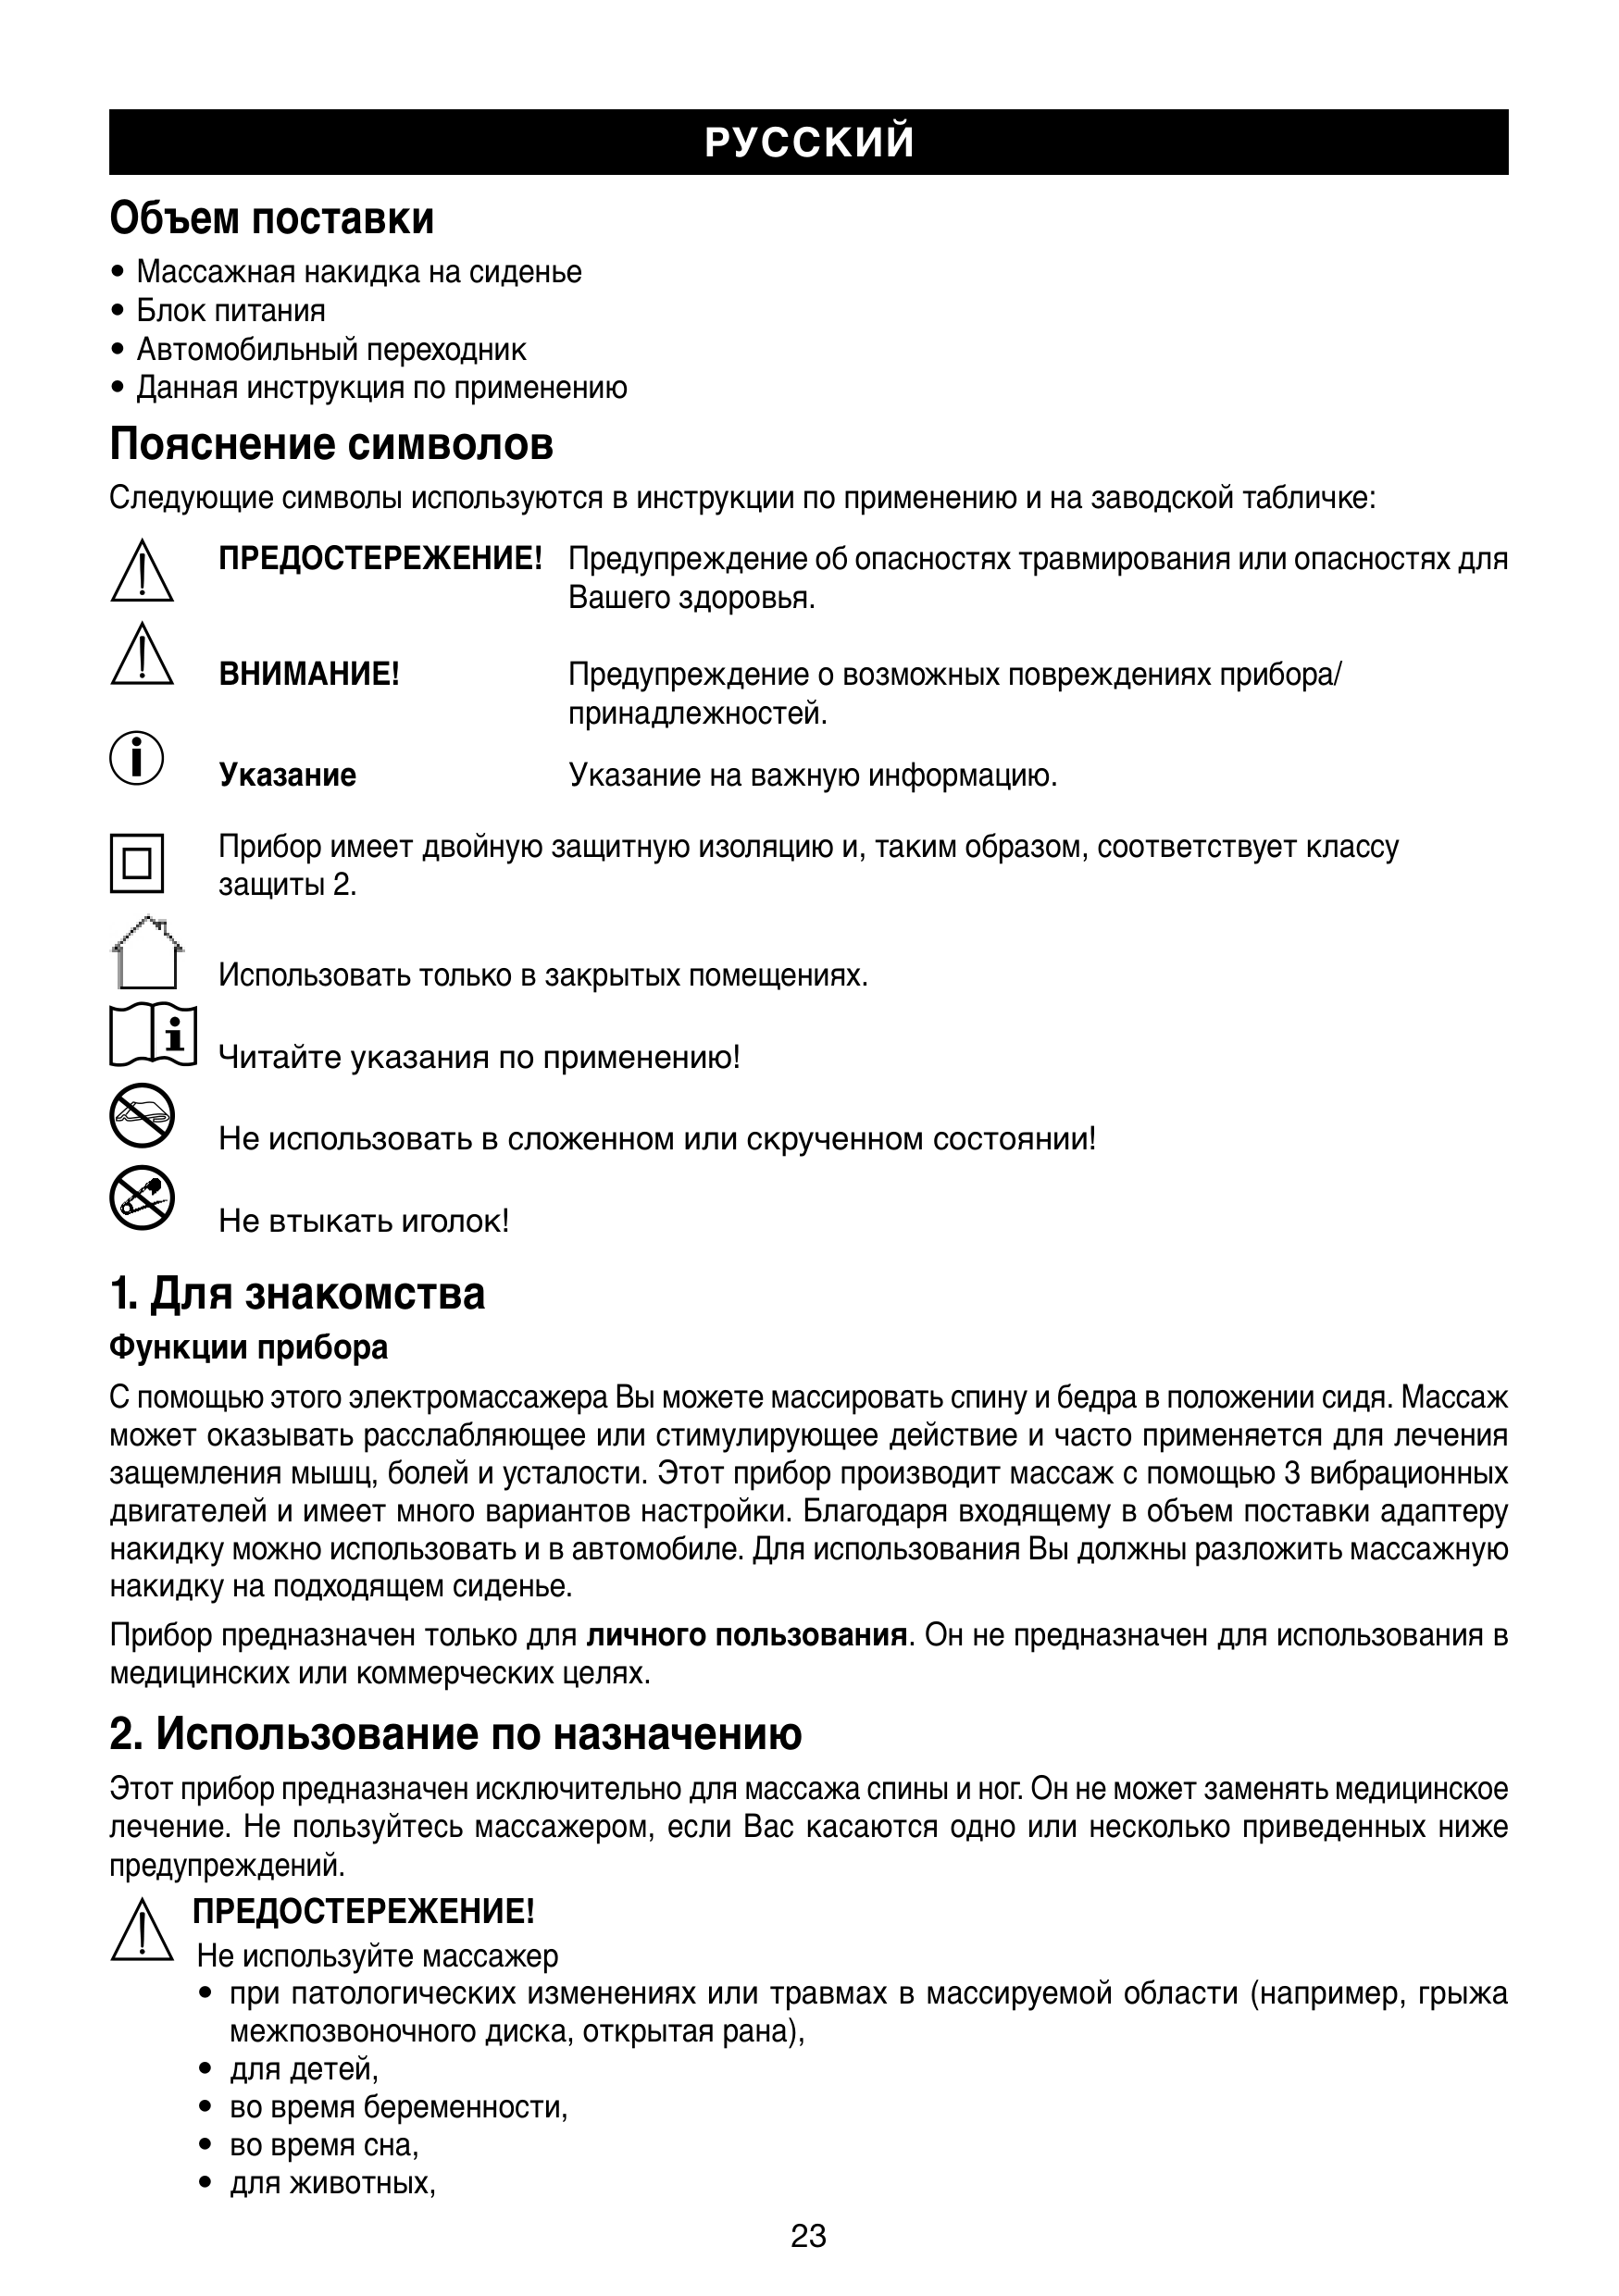 РУССКИЙ
Объем поставки
• Массажная накидка на сиденье
• Блок питания
• Автомобильный переходник
• Данная инструкция по применению
Пояснение символов
Следующие символы используются в инструкции по применению и на заводской табличке:
ПРЕДОСТЕРЕЖЕНИЕ! Предупреждение об опасностях травмирования или опасностях для
Вашего здоровья.
ВНИМАНИЕ! Предупреждение о возможных повреждениях прибора/
принадлежностей.
Указание Указание на важную информацию.
Прибор имеет двойную защитную изоляцию и, таким образом, соответствует классу
защиты 2.
Использовать только в закрытых помещениях.
Читайте указания по применению!
Не использовать в сложенном или скрученном состоянии!
Не втыкать иголок!
1. Для знакомства
Функции прибора
С помощью этого электромассажера Вы можете массировать спину и бедра в положении сидя. Массаж
может оказывать расслабляющее или стимулирующее действие и часто применяется для лечения
защемления мышц, болей и усталости. Этот прибор производит массаж с помощью 3 вибрационных
двигателей и имеет много вариантов настройки. Благодаря входящему в объем поставки адаптеру
накидку можно использовать и в автомобиле. Для использования Вы должны разложить массажную
накидку на подходящем сиденье.
Прибор предназначен только для личного пользования. Он не предназначен для использования в
медицинских или коммерческих целях.
2. Использование по назначению
Этот прибор предназначен исключительно для массажа спины и ног. Он не может заменять медицинское
лечение. Не пользуйтесь массажером, если Вас касаются одно или несколько приведенных ниже
предупреждений.
ПРЕДОСТЕРЕЖЕНИЕ!
Не используйте массажер
• при патологических изменениях или травмах в массируемой области (например, грыжа
межпозвоночного диска, открытая рана),
• для детей,
• во время беременности,
• во время сна,
• для животных,
23